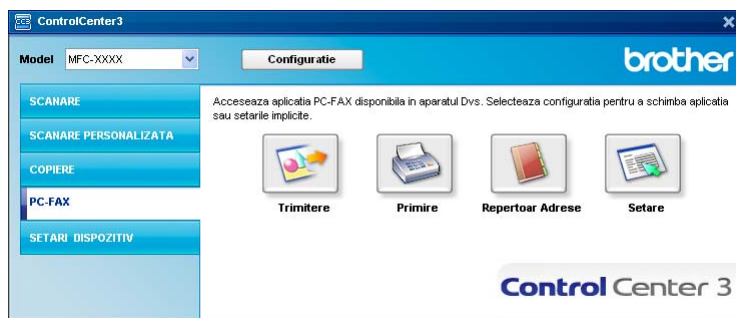 CC3 ControlCenter3
Model MFC-XXXX Configuratie
brother
SCANARE
SCANARE PERSONALIZATA
COPIERE
PC-FAX
SETARI DISPOZITIV
Acceseaza aplicatia PC-FAX disponibila in aparatul Dvs. Selecteaza configuratia pentru a schimba aplicatia
sau setarile implicite.
Trimitere Primire Repertoar Adrese Setare
Control Center 3